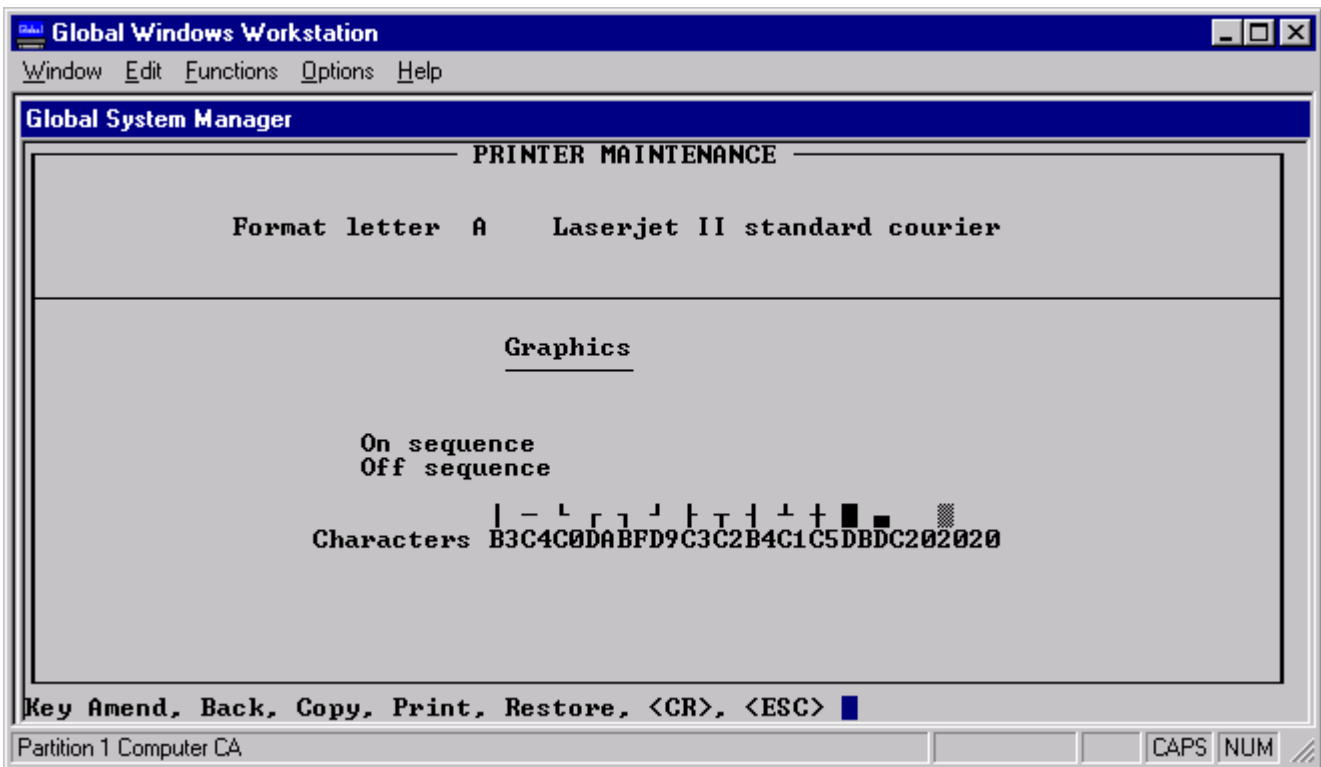 Global Windows Workstation
Window Edit Functions Options Help
Global System Manager
PRINTER MAINTENANCE
Format letter A Laserjet II standard courier
Graphics
On sequence
Off sequence
│ ─ └ ┌ ┐ ┘ ├ ┬ ┤ ┴ ┼ █ ▄ ▒
Characters B3C4C0DABFD9C3C2B4C1C5DBDC202020
Key Amend, Back, Copy, Print, Restore, <CR>, <ESC>
Partition 1 Computer CA CAPS NUM